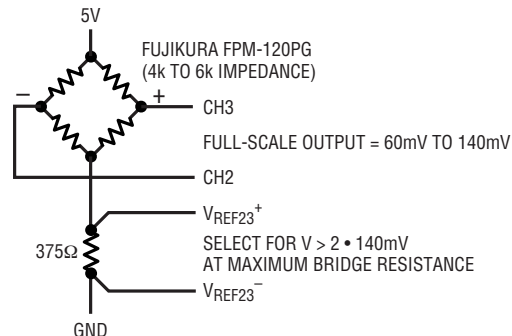 5V
FUJIKURA FPM-120PG
(4k TO 6k IMPEDANCE)
–
+
CH3
FULL-SCALE OUTPUT = 60mV TO 140mV
CH2
VREF23+
375Ω
SELECT FOR V > 2 • 140mV
AT MAXIMUM BRIDGE RESISTANCE
VREF23–
GND